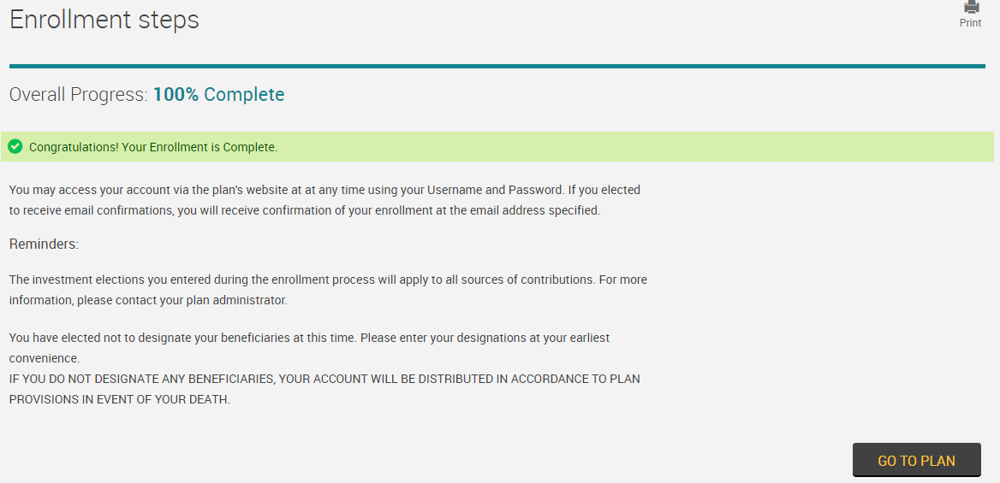 Enrollment steps
Print
Overall Progress: 100% Complete
Congratulations! Your Enrollment is Complete.
You may access your account via the plan's website at at any time using your Username and Password. If you elected
to receive email confirmations, you will receive confirmation of your enrollment at the email address specified.
Reminders:
The investment elections you entered during the enrollment process will apply to all sources of contributions. For more
information, please contact your plan administrator.
You have elected not to designate your beneficiaries at this time. Please enter your designations at your earliest
convenience.
IF YOU DO NOT DESIGNATE ANY BENEFICIARIES, YOUR ACCOUNT WILL BE DISTRIBUTED IN ACCORDANCE TO PLAN
PROVISIONS IN EVENT OF YOUR DEATH.
GO TO PLAN